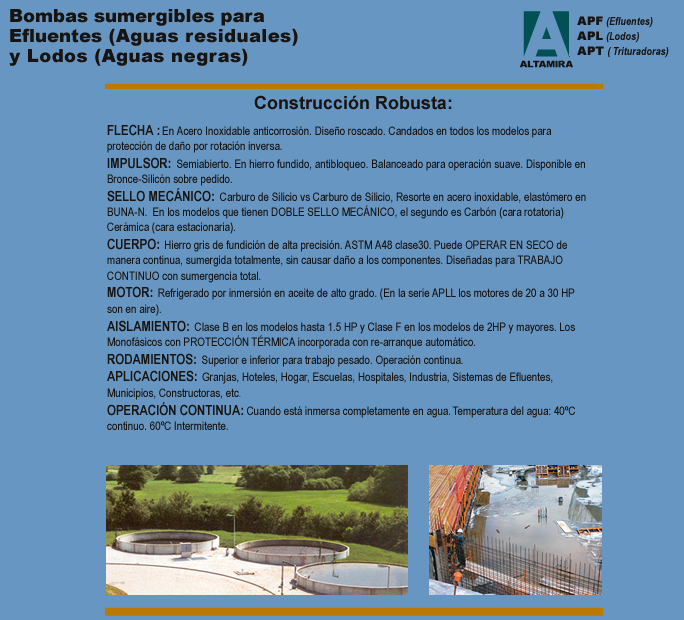 Bombas sumergibles para
Efluentes (Aguas residuales)
y Lodos (Aguas negras)
ALTAMIRA
APF (Efluentes)
APL (Lodos)
APT ( Trituradoras)
Construcción Robusta:
FLECHA : En Acero Inoxidable anticorrosión. Diseño roscado. Candados en todos los modelos para
protección de daño por rotación inversa.
IMPULSOR: Semiabierto. En hierro fundido, antibloqueo. Balanceado para operación suave. Disponible en
Bronce-Silicón sobre pedido.
SELLO MECÁNICO: Carburo de Silicio vs Carburo de Silicio, Resorte en acero inoxidable, elastómero en
BUNA-N. En los modelos que tienen DOBLE SELLO MECÁNICO, el segundo es Carbón (cara rotatoria)
Cerámica (cara estacionaria).
CUERPO: Hierro gris de fundición de alta precisión. ASTM A48 clase30. Puede OPERAR EN SECO de
manera continua, sumergida totalmente, sin causar daño a los componentes. Diseñadas para TRABAJO
CONTINUO con sumergencia total.
MOTOR: Refrigerado por inmersión en aceite de alto grado. (En la serie APLL los motores de 20 a 30 HP
son en aire).
AISLAMIENTO: Clase B en los modelos hasta 1.5 HP y Clase F en los modelos de 2HP y mayores. Los
Monofásicos con PROTECCIÓN TÉRMICA incorporada con re-arranque automático.
RODAMIENTOS: Superior e inferior para trabajo pesado. Operación continua.
APLICACIONES: Granjas, Hoteles, Hogar, Escuelas, Hospitales, Industria, Sistemas de Efluentes,
Municipios, Constructoras, etc.
OPERACIÓN CONTINUA: Cuando está inmersa completamente en agua. Temperatura del agua: 40ºC
continuo. 60ºC Intermitente.